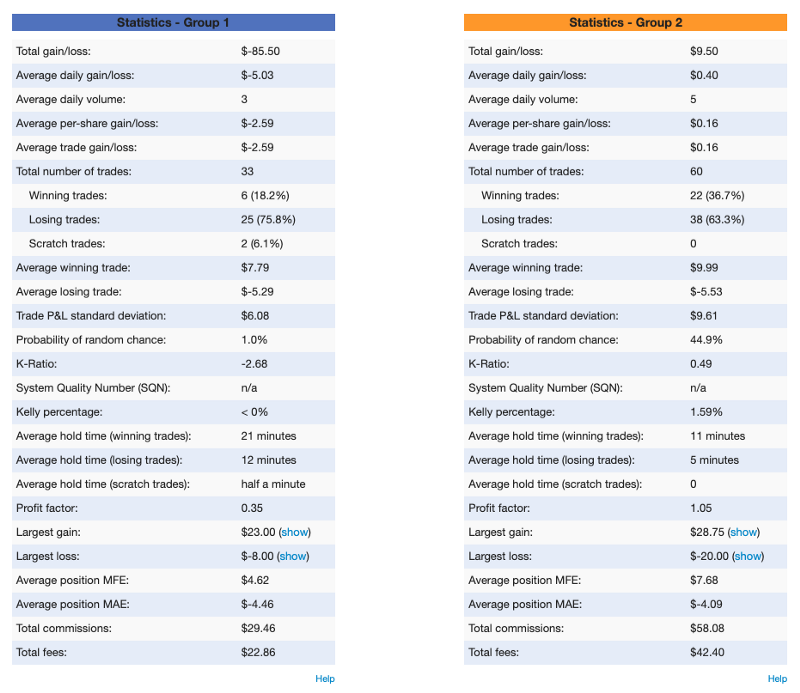 Statistics - Group 1
Total gain/loss: $-85.50
Average daily gain/loss: $-5.03
Average daily volume: 3
Average per-share gain/loss: $-2.59
Average trade gain/loss: $-2.59
Total number of trades: 33
Winning trades: 6 (18.2%)
Losing trades: 25 (75.8%)
Scratch trades: 2 (6.1%)
Average winning trade: $7.79
Average losing trade: $-5.29
Trade P&L standard deviation: $6.08
Probability of random chance: 1.0%
K-Ratio: -2.68
System Quality Number (SQN): n/a
Kelly percentage: < 0%
Average hold time (winning trades): 21 minutes
Average hold time (losing trades): 12 minutes
Average hold time (scratch trades): half a minute
Profit factor: 0.35
Largest gain: $23.00 (show)
Largest loss: $-8.00 (show)
Average position MFE: $4.62
Average position MAE: $-4.46
Total commissions: $29.46
Total fees: $22.86
Help
Statistics - Group 2
Total gain/loss: $9.50
Average daily gain/loss: $0.40
Average daily volume: 5
Average per-share gain/loss: $0.16
Average trade gain/loss: $0.16
Total number of trades: 60
Winning trades: 22 (36.7%)
Losing trades: 38 (63.3%)
Scratch trades: 0
Average winning trade: $9.99
Average losing trade: $-5.53
Trade P&L standard deviation: $9.61
Probability of random chance: 44.9%
K-Ratio: 0.49
System Quality Number (SQN): n/a
Kelly percentage: 1.59%
Average hold time (winning trades): 11 minutes
Average hold time (losing trades): 5 minutes
Average hold time (scratch trades): 0
Profit factor: 1.05
Largest gain: $28.75 (show)
Largest loss: $-20.00 (show)
Average position MFE: $7.68
Average position MAE: $-4.09
Total commissions: $58.08
Total fees: $42.40
Help